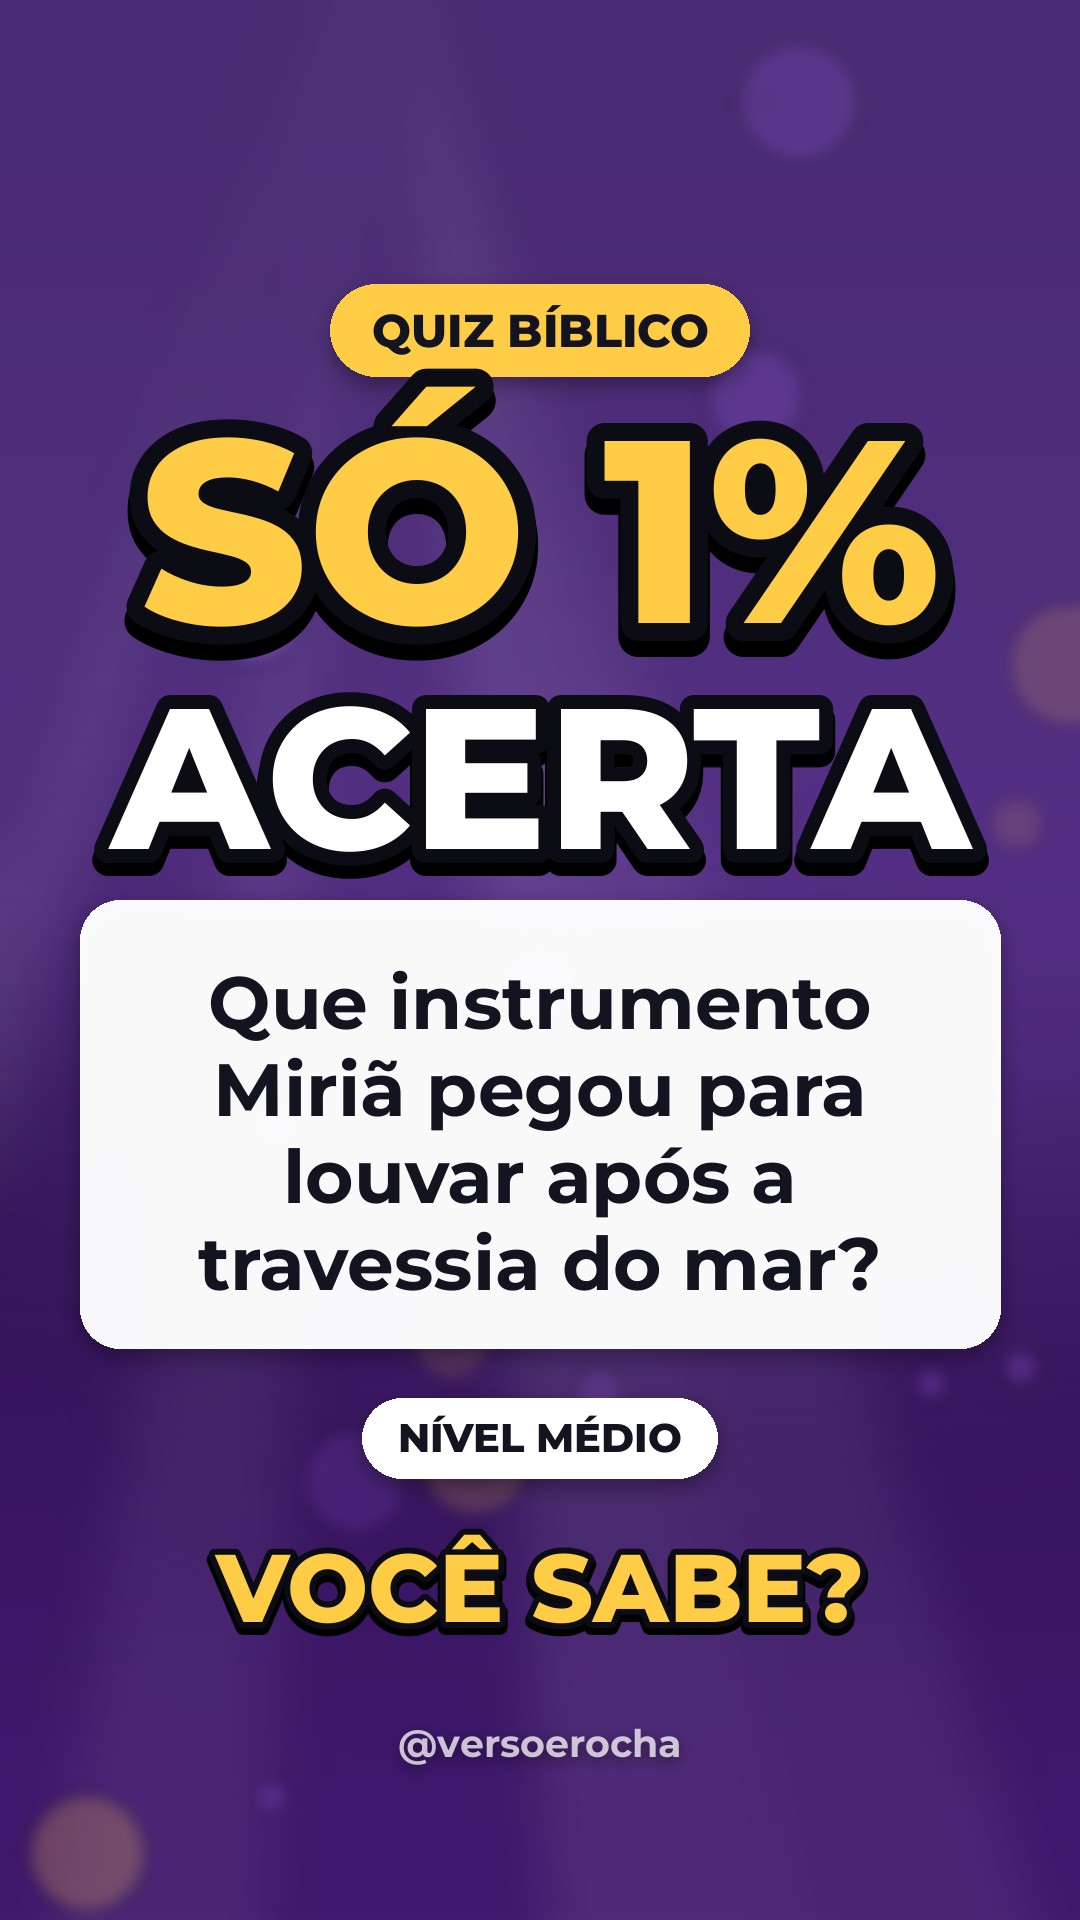 QUIZ BÍBLICO
SÓ 1%
ACERTA
Que instrumento
Miriã pegou para
louvar após a
travessia do mar?
NÍVEL MÉDIO
VOCÊ SABE?
@versoerocha